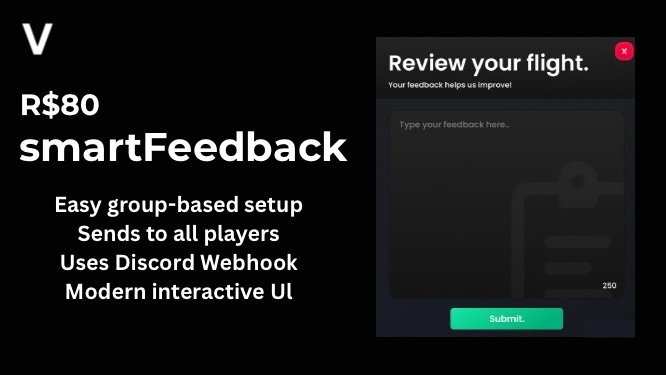 V
R$80
smartFeedback
Easy group-based setup
Sends to all players
Uses Discord Webhook
Modern interactive UI
Review your flight.
X
Your feedback helps us improve!
Type your feedback here..
250
Submit.